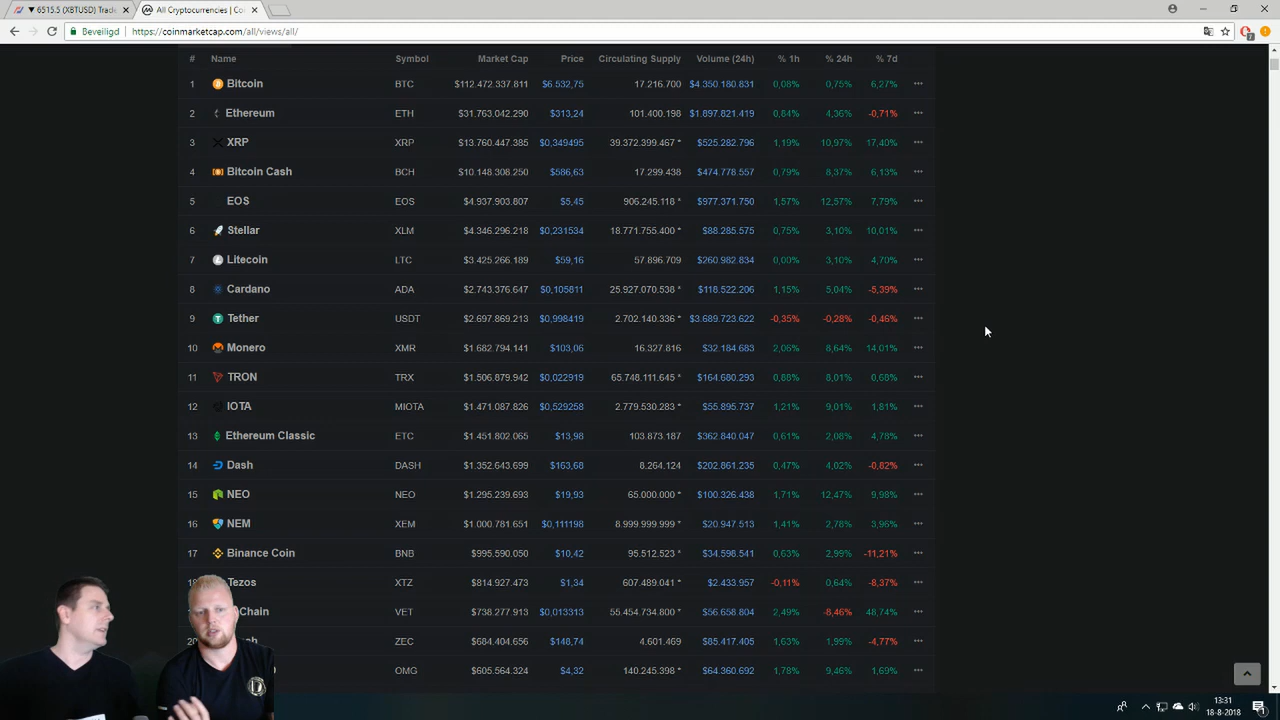 ▼ 6515.5 (XBTUSD) Trade
All Cryptocurrencies | Coi
Beveiligd
https://coinmarketcap.com/all/views/all/
# Name Symbol Market Cap Price Circulating Supply Volume (24h) % 1h % 24h % 7d
1 Bitcoin BTC $112.472.337.811 $6.532,75 17.216.700 $4.350.180.831 0,08% 0,75% 6,27%
2 Ethereum ETH $31.763.042.290 $313,24 101.400.198 $1.897.821.419 0,84% 4,36% -0,71%
3 XRP XRP $13.760.447.385 $0,349495 39.372.399.467 * $525.282.796 1,19% 10,97% 17,40%
4 Bitcoin Cash BCH $10.148.308.250 $586,63 17.299.438 $474.778.557 0,79% 8,37% 6,13%
5 EOS EOS $4.937.903.807 $5,45 906.245.118 * $977.371.750 1,57% 12,57% 7,79%
6 Stellar XLM $4.346.296.218 $0,231534 18.771.755.400 * $88.285.575 0,75% 3,10% 10,01%
7 Litecoin LTC $3.425.266.189 $59,16 57.896.709 $260.982.834 0,00% 3,10% 4,70%
8 Cardano ADA $2.743.376.647 $0,105811 25.927.070.538 * $118.522.206 1,15% 5,04% -5,39%
9 Tether USDT $2.697.869.213 $0,998419 2.702.140.336 * $3.689.723.622 -0,35% -0,28% -0,46%
10 Monero XMR $1.682.794.141 $103,06 16.327.816 $32.184.683 2,06% 8,64% 14,01%
11 TRON TRX $1.506.879.942 $0,022919 65.748.111.645 * $164.680.293 0,88% 8,01% 0,68%
12 IOTA MIOTA $1.471.087.826 $0,529258 2.779.530.283 * $55.895.737 1,21% 9,01% 1,81%
13 Ethereum Classic ETC $1.451.802.065 $13,98 103.873.187 $362.840.047 0,61% 2,08% 4,78%
14 Dash DASH $1.352.643.699 $163,68 8.264.124 $202.861.235 0,47% 4,02% -0,82%
15 NEO NEO $1.295.239.693 $19,93 65.000.000 * $100.326.438 1,71% 12,47% 9,98%
16 NEM XEM $1.000.781.651 $0,111198 8.999.999.999 * $20.947.513 1,41% 2,78% 3,96%
17 Binance Coin BNB $995.590.050 $10,42 95.512.523 * $34.598.541 0,63% 2,99% -11,21%
Tezos XTZ $814.927.473 $1,34 607.489.041 * $2.433.957 -0,11% 0,64% -8,37%
Chain VET $738.277.913 $0,013313 55.454.734.800 * $56.658.804 2,49% -8,46% 48,74%
ZEC $684.404.656 $148,74 4.601.469 $85.417.405 1,63% 1,99% -4,77%
OMG $605.564.324 $4,32 140.245.398 * $64.360.692 1,78% 9,46% 1,69%
13:31
18-8-2018